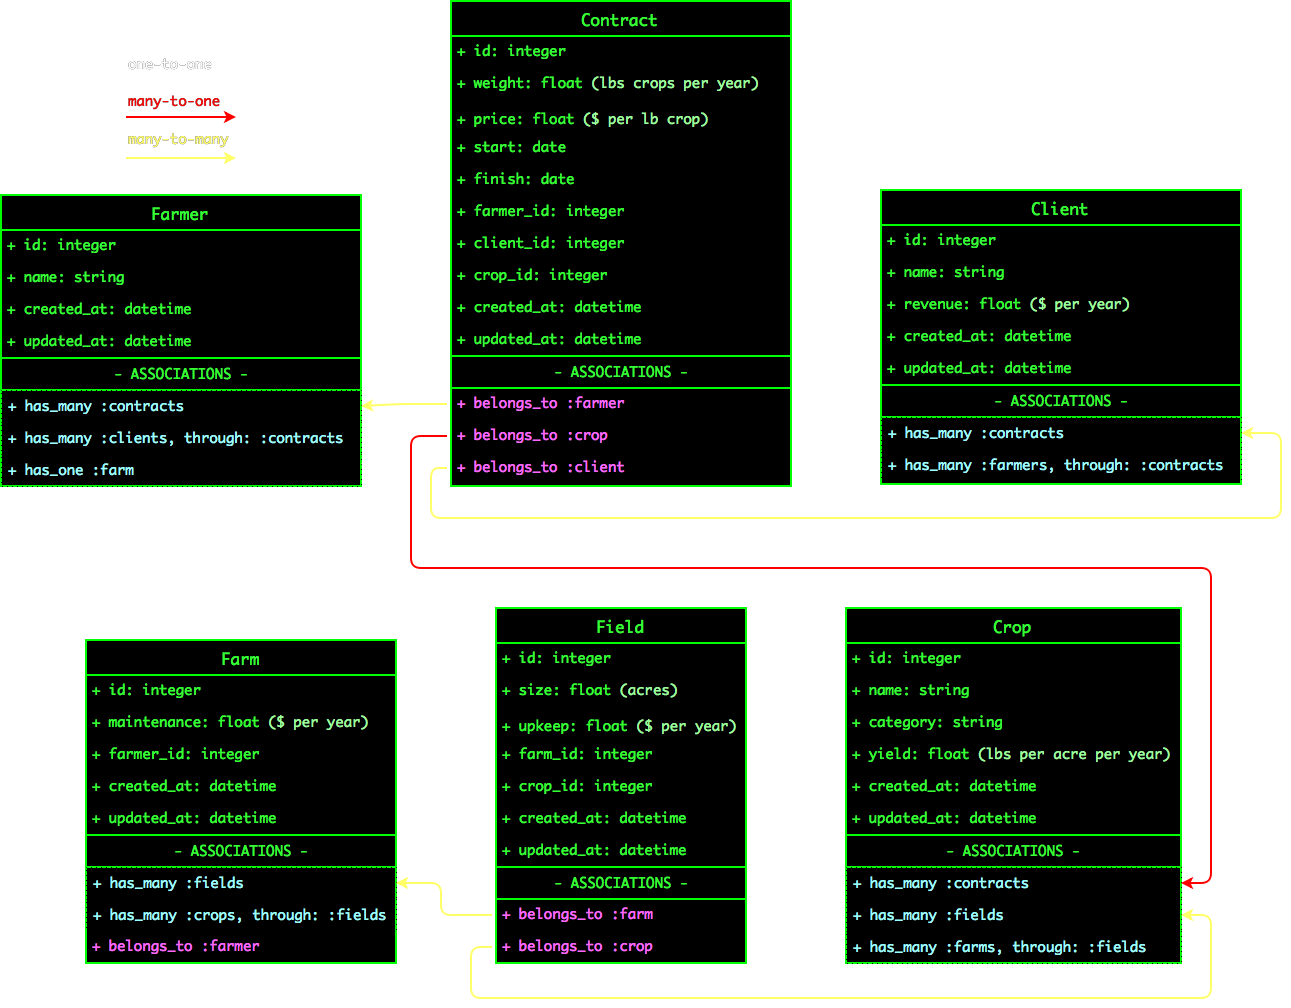 one-to-one
many-to-one
many-to-many
Farmer
+ id: integer
+ name: string
+ created_at: datetime
+ updated_at: datetime
- ASSOCIATIONS -
+ has_many :contracts
+ has_many :clients, through: :contracts
+ has_one :farm
Contract
+ id: integer
+ weight: float (lbs crops per year)
+ price: float ($ per lb crop)
+ start: date
+ finish: date
+ farmer_id: integer
+ client_id: integer
+ crop_id: integer
+ created_at: datetime
+ updated_at: datetime
- ASSOCIATIONS -
+ belongs_to :farmer
+ belongs_to :crop
+ belongs_to :client
Client
+ id: integer
+ name: string
+ revenue: float ($ per year)
+ created_at: datetime
+ updated_at: datetime
- ASSOCIATIONS -
+ has_many :contracts
+ has_many :farmers, through: :contracts
Farm
+ id: integer
+ maintenance: float ($ per year)
+ farmer_id: integer
+ created_at: datetime
+ updated_at: datetime
- ASSOCIATIONS -
+ has_many :fields
+ has_many :crops, through: :fields
+ belongs_to :farmer
Field
+ id: integer
+ size: float (acres)
+ upkeep: float ($ per year)
+ farm_id: integer
+ crop_id: integer
+ created_at: datetime
+ updated_at: datetime
- ASSOCIATIONS -
+ belongs_to :farm
+ belongs_to :crop
Crop
+ id: integer
+ name: string
+ category: string
+ yield: float (lbs per acre per year)
+ created_at: datetime
+ updated_at: datetime
- ASSOCIATIONS -
+ has_many :contracts
+ has_many :fields
+ has_many :farms, through: :fields